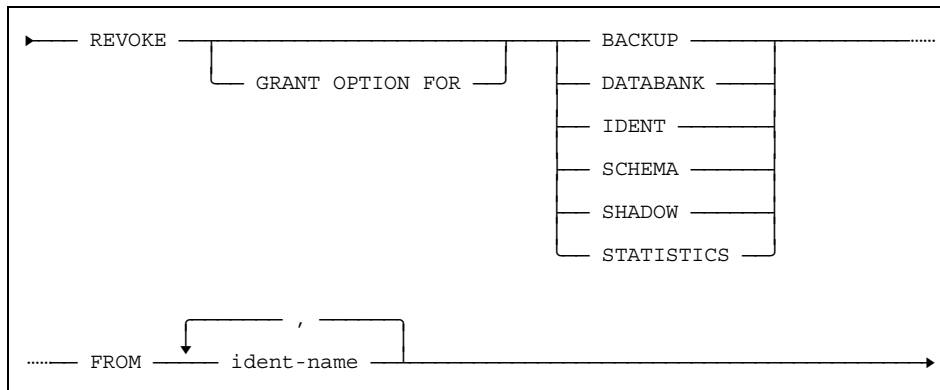 REVOKE BACKUP
GRANT OPTION FOR DATABANK
IDENT
SCHEMA
SHADOW
STATISTICS
,
FROM ident-name